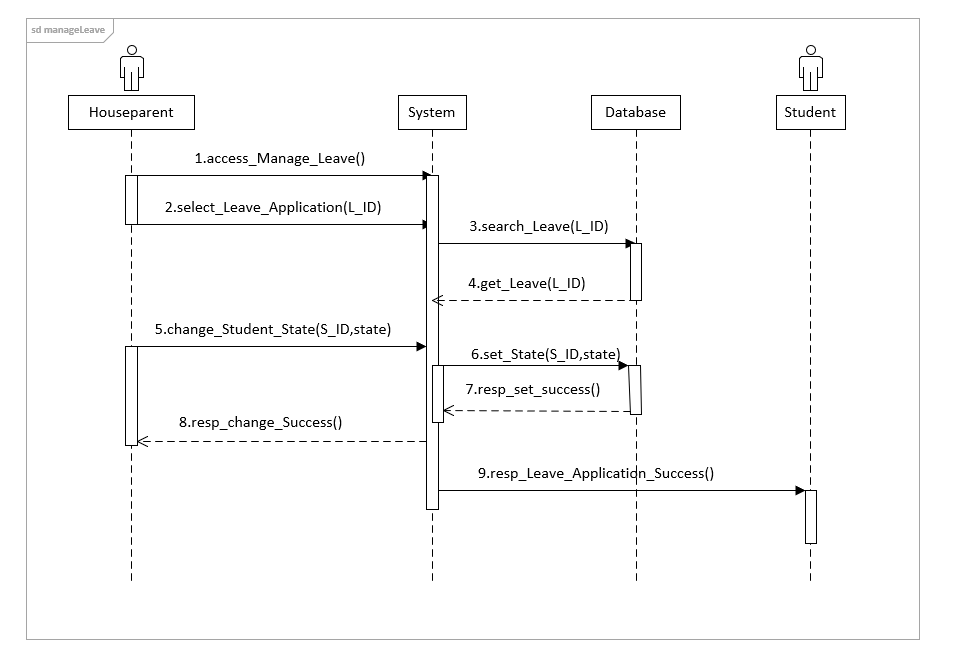 sd manageLeave
Houseparent
System
Database
Student
1.access_Manage_Leave()
2.select_Leave_Application(L_ID)
3.search_Leave(L_ID)
4.get_Leave(L_ID)
5.change_Student_State(S_ID,state)
6.set_State(S_ID,state)
7.resp_set_success()
8.resp_change_Success()
9.resp_Leave_Application_Success()